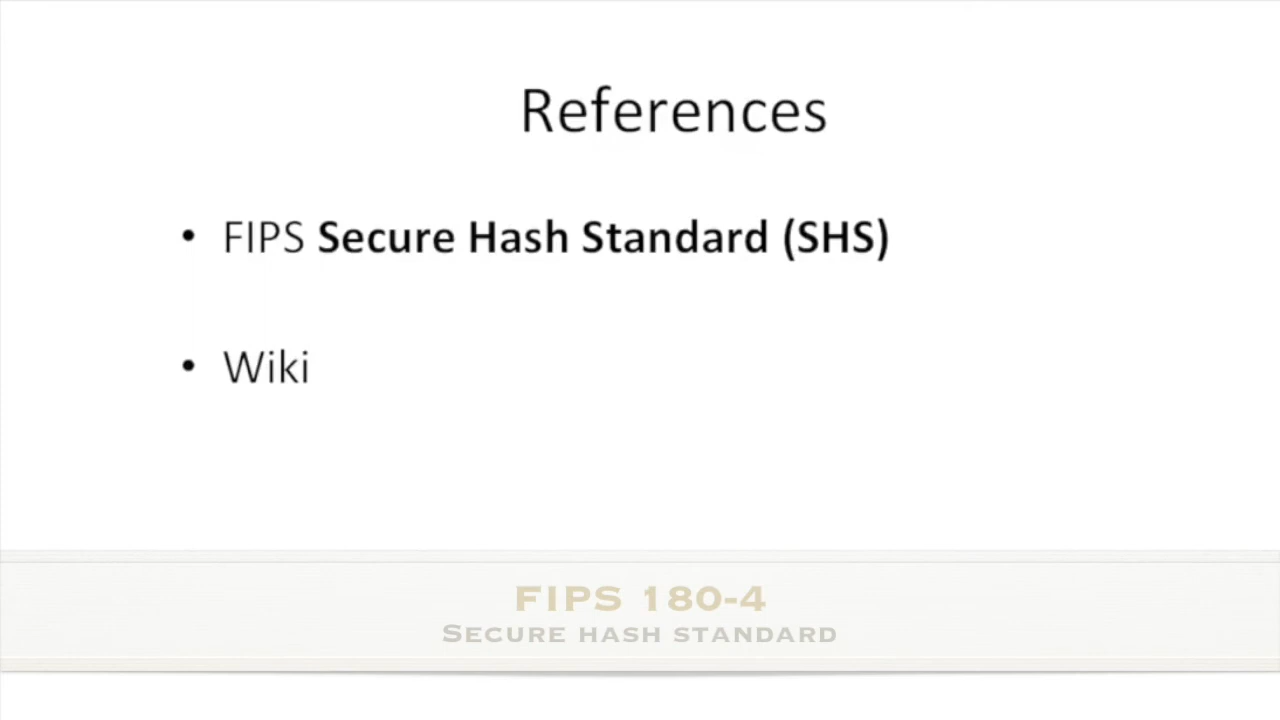 References
• FIPS Secure Hash Standard (SHS)
• Wiki
FIPS 180-4
Secure hash standard